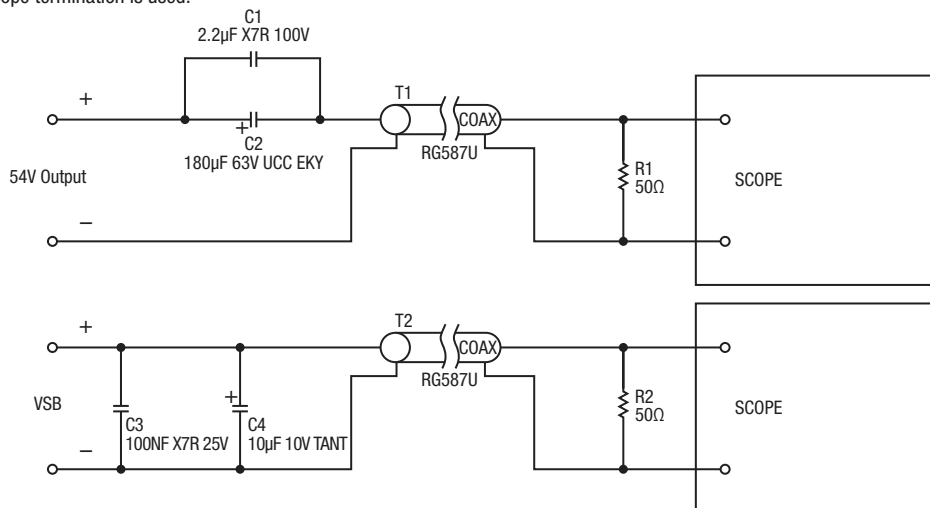 ope termination is used.
C1
2.2µF X7R 100V
+
+
C2
180µF 63V UCC EKY
54V Output
−
T1
COAX
RG587U
R1
50Ω
SCOPE
+
VSB
−
C3
100NF X7R 25V
+
C4
10µF 10V TANT
T2
COAX
RG587U
R2
50Ω
SCOPE